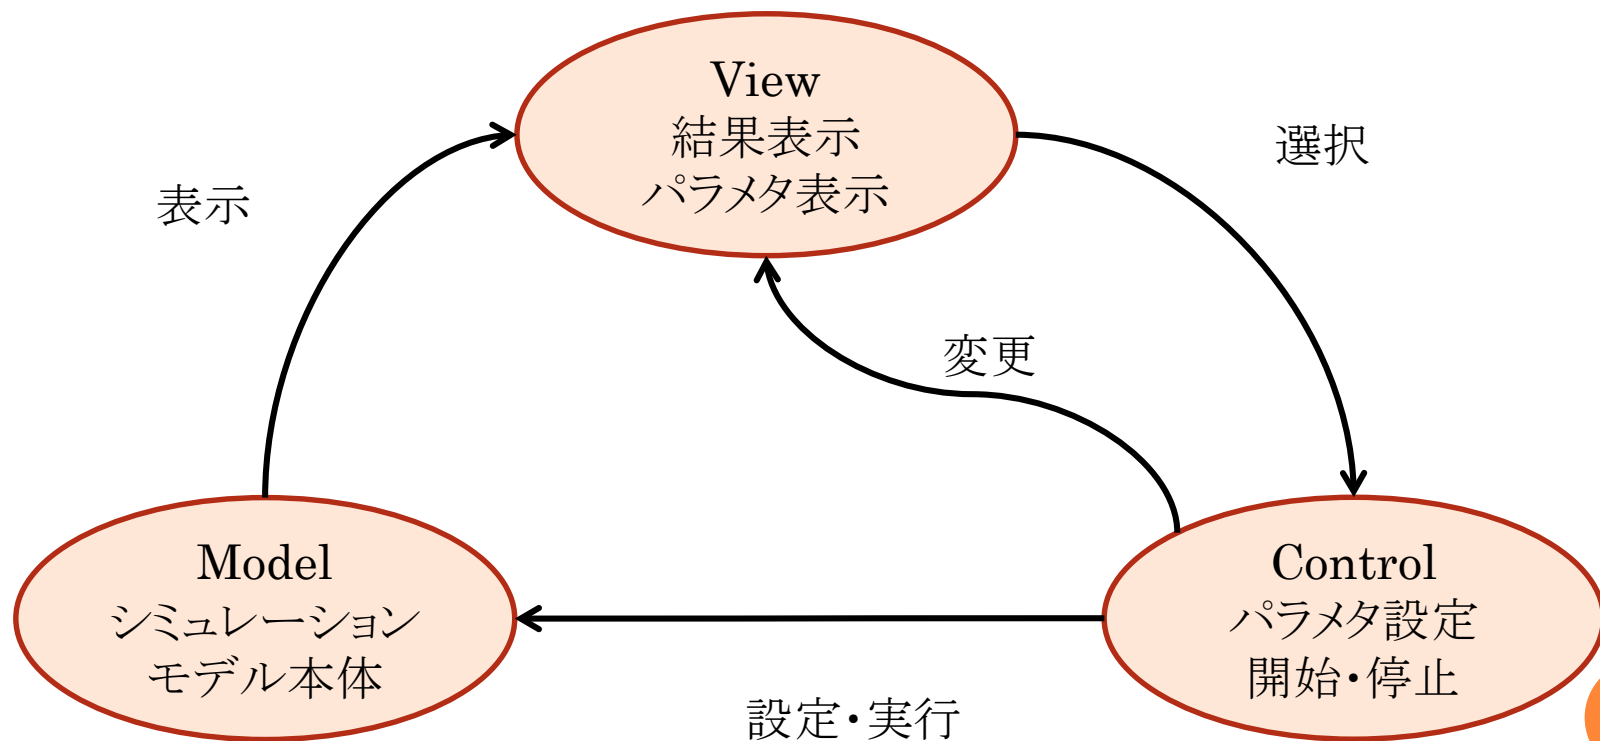 View
結果表示
パラメタ表示
選択
表示
変更
Model
シミュレーション
モデル本体
Control
パラメタ設定
開始・停止
設定・実行